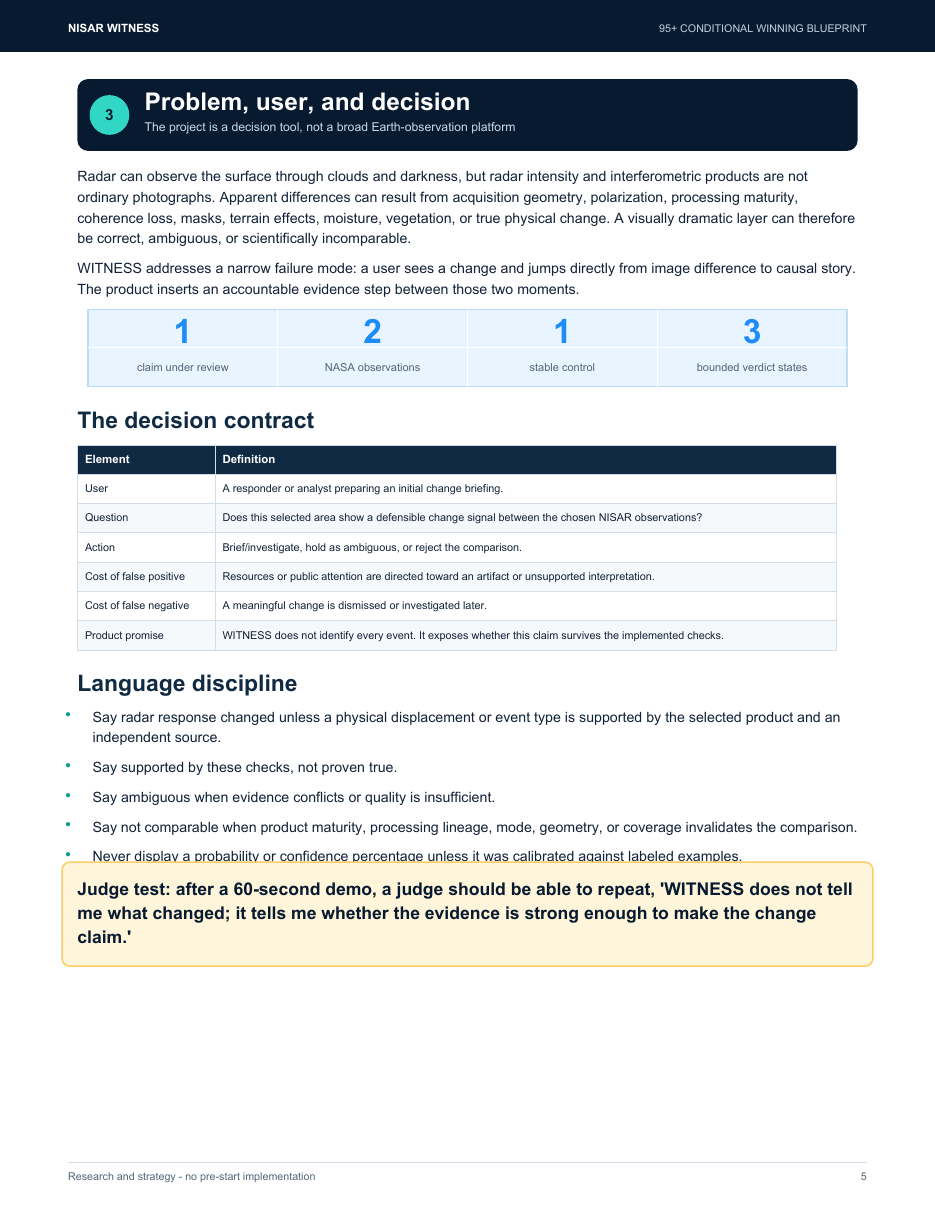 NISAR WITNESS
95+ CONDITIONAL WINNING BLUEPRINT
3
Problem, user, and decision
The project is a decision tool, not a broad Earth-observation platform
Radar can observe the surface through clouds and darkness, but radar intensity and interferometric products are not
ordinary photographs. Apparent differences can result from acquisition geometry, polarization, processing maturity,
coherence loss, masks, terrain effects, moisture, vegetation, or true physical change. A visually dramatic layer can therefore
be correct, ambiguous, or scientifically incomparable.
WITNESS addresses a narrow failure mode: a user sees a change and jumps directly from image difference to causal story.
The product inserts an accountable evidence step between those two moments.
1 2 1 3
claim under review NASA observations stable control bounded verdict states
The decision contract
Element Definition
User A responder or analyst preparing an initial change briefing.
Question Does this selected area show a defensible change signal between the chosen NISAR observations?
Action Brief/investigate, hold as ambiguous, or reject the comparison.
Cost of false positive Resources or public attention are directed toward an artifact or unsupported interpretation.
Cost of false negative A meaningful change is dismissed or investigated later.
Product promise WITNESS does not identify every event. It exposes whether this claim survives the implemented checks.
Language discipline
• Say radar response changed unless a physical displacement or event type is supported by the selected product and an
independent source.
• Say supported by these checks, not proven true.
• Say ambiguous when evidence conflicts or quality is insufficient.
• Say not comparable when product maturity, processing lineage, mode, geometry, or coverage invalidates the comparison.
• Never display a probability or confidence percentage unless it was calibrated against labeled examples.
Judge test: after a 60-second demo, a judge should be able to repeat, 'WITNESS does not tell
me what changed; it tells me whether the evidence is strong enough to make the change
claim.'
Research and strategy - no pre-start implementation
5